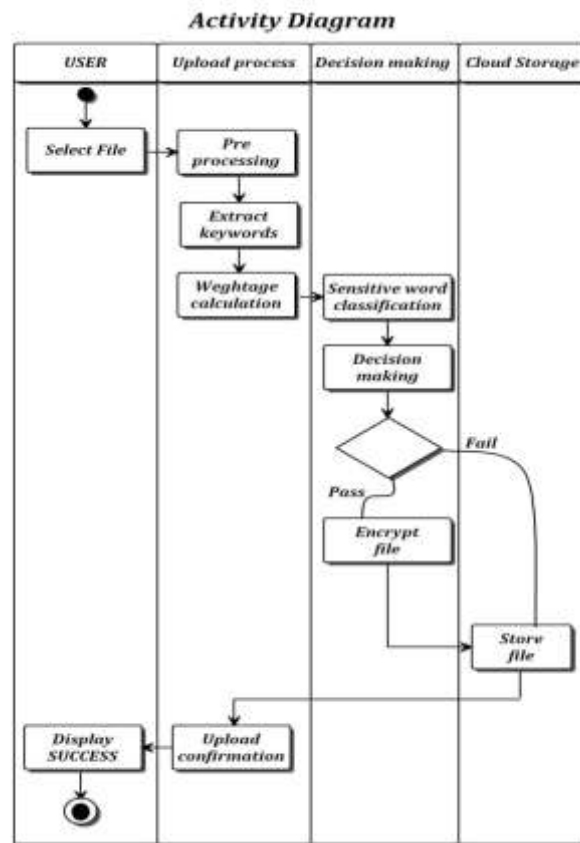 Activity Diagram
USER
Upload process
Decision making
Cloud Storage
Select File
Pre
processing
Extract
keywords
Weghtage
calculation
Sensitive word
classification
Decision
making
Fail
Pass
Encrypt
file
Store
file
Upload
confirmation
Display
SUCCESS